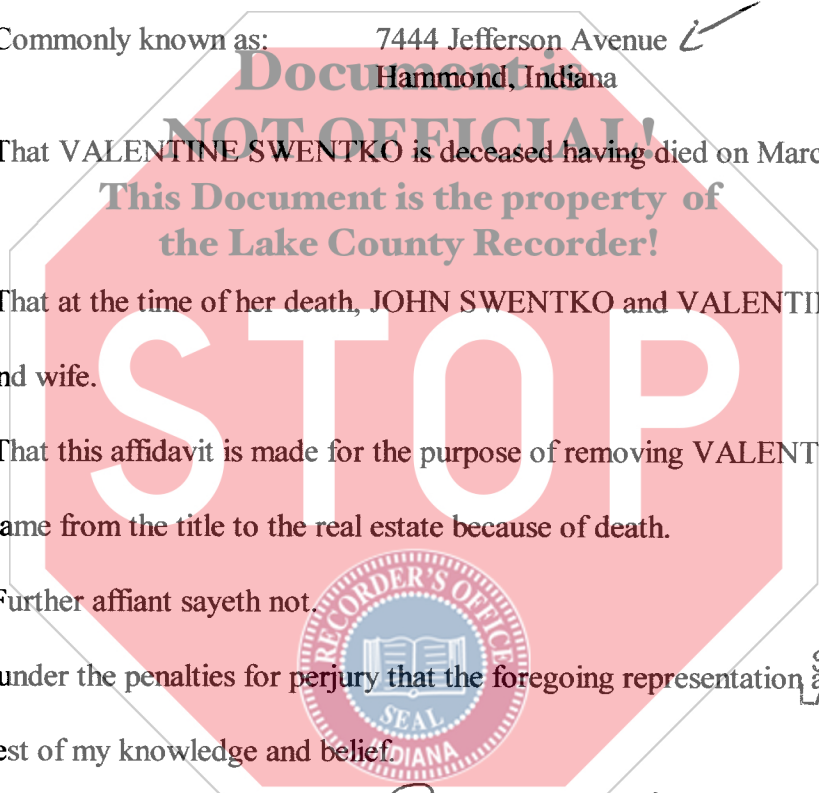 Commonly known as: 7444 Jefferson Avenue
Document is
Hammond, Indiana
NOT OFFICIAL!
That VALENTINE SWENTKO is deceased having died on Marc
This Document is the property of
the Lake County Recorder!
That at the time of her death, JOHN SWENTKO and VALENTI
nd wife.
STOP
That this affidavit is made for the purpose of removing VALENT
ame from the title to the real estate because of death.
Further affiant sayeth not.
RECORDER'S OFFICE
under the penalties for perjury that the foregoing representation
SEAL
INDIANA
est of my knowledge and belief.